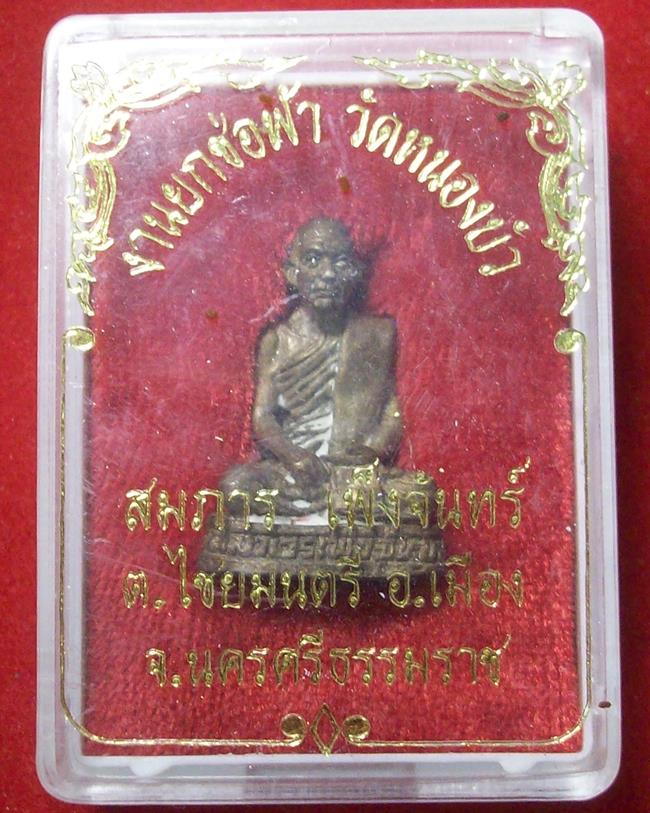 งานยกช่อฟ้า วัดหนองบัว
สมภาร เพ็งจันทร์
ต.ไชยมนตรี อ.เมือง
จ.นครศรีธรรมราช